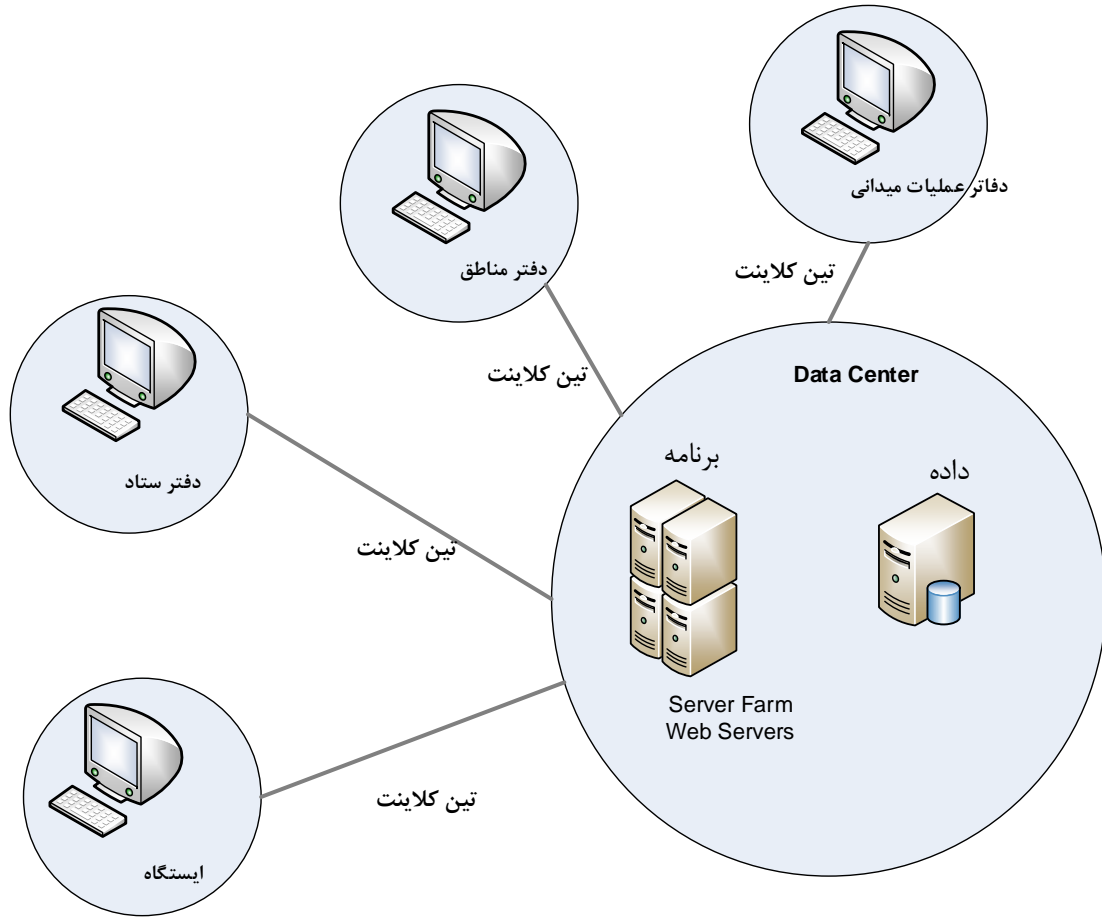 دفاتر عملیات میدانی
تین کلاینت
دفتر مناطق
تین کلاینت
Data Center
برنامه
داده
دفتر ستاد
تین کلاینت
Server Farm
Web Servers
تین کلاینت
ایستگاه